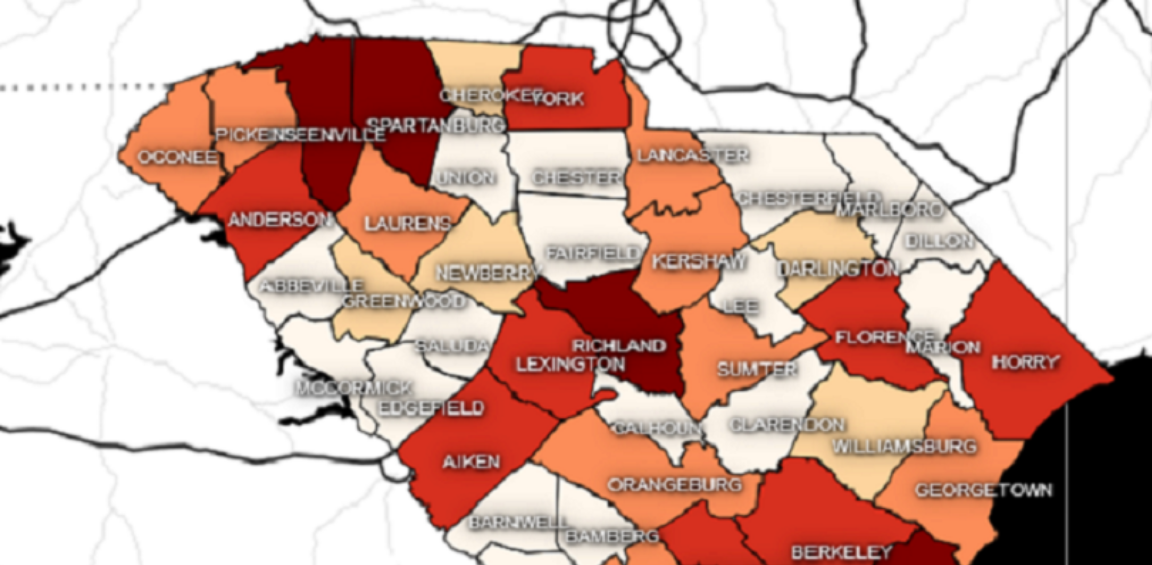 CHEROKEE
YORK
SPARTANBURG
PICKENS
OCONEE
LANCASTER
UNION
CHESTER
CHESTERFIELD
MARLBORO
ANDERSON
LAURENS
DILLON
FAIRFIELD
KERSHAW
DARLINGTON
NEWBERRY
ABBEVILLE
GREENWOOD
LEE
FLORENCE
MARION
SALUDA
RICHLAND
LEXINGTON
SUMTER
HORRY
MCCORMICK
EDGEFIELD
CALHOUN
CLARENDON
WILLIAMSBURG
AIKEN
ORANGEBURG
GEORGETOWN
BARNWELL
BAMBERG
BERKELEY